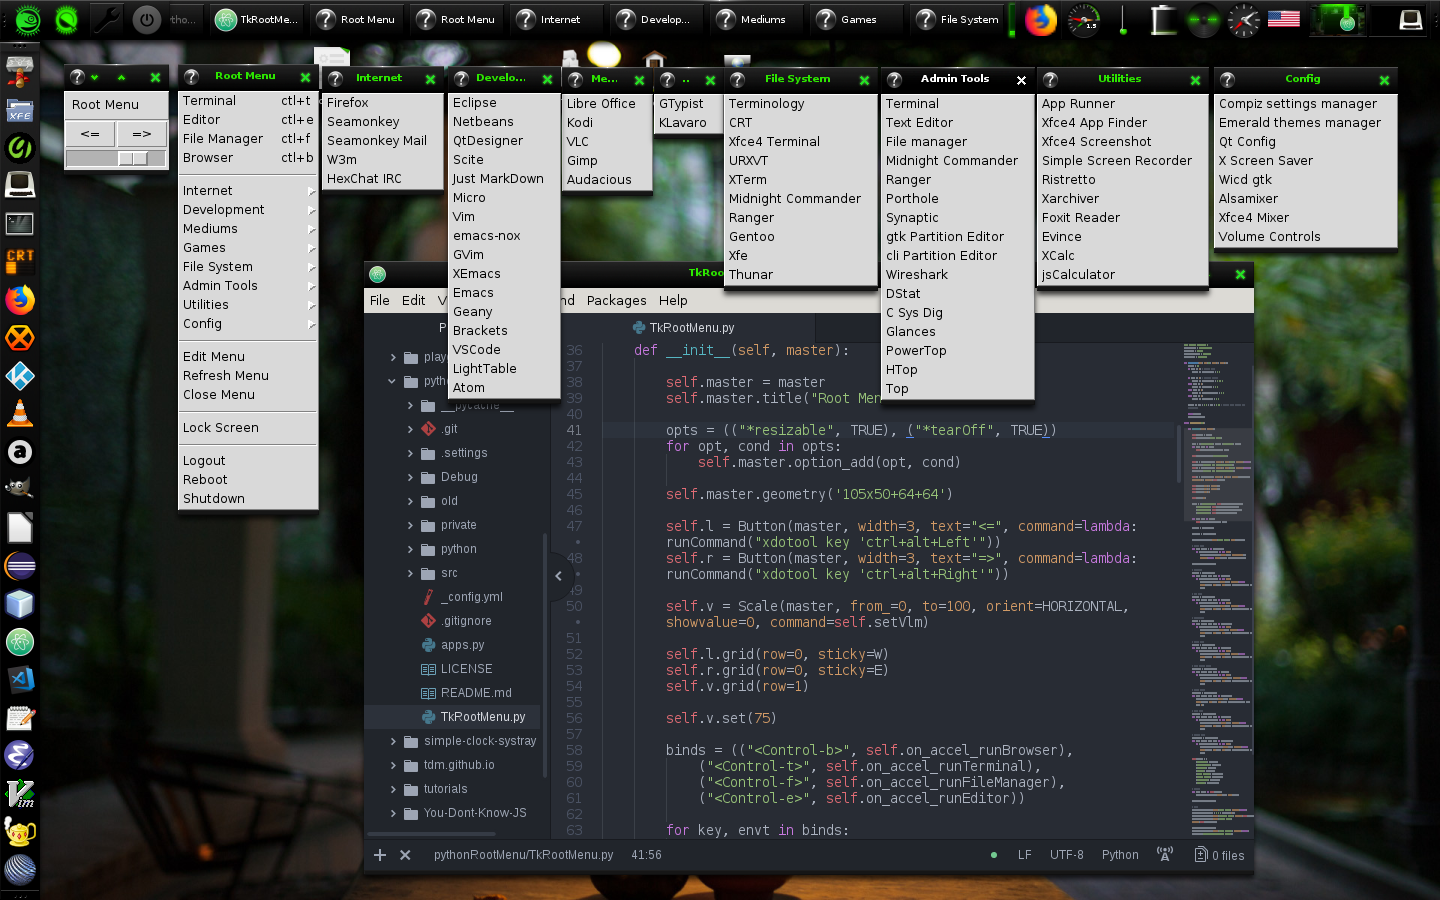 ytho...
TkRootMe...
Root Menu
Root Menu
Internet
Develop...
Mediums
Games
File System
1.5
Root Menu
<=
=>
Root Menu
Terminal ctl+t
Editor ctl+e
File Manager ctl+f
Browser ctl+b
Internet
Development
Mediums
Games
File System
Admin Tools
Utilities
Config
Edit Menu
Refresh Menu
Close Menu
Lock Screen
Logout
Reboot
Shutdown
Internet
Firefox
Seamonkey
Seamonkey Mail
W3m
HexChat IRC
Develo...
Eclipse
Netbeans
QtDesigner
Scite
Just MarkDown
Micro
Vim
emacs-nox
GVim
XEmacs
Emacs
Geany
Brackets
VSCode
LightTable
Atom
Me...
Libre Office
Kodi
VLC
Gimp
Audacious
..
GTypist
KLavaro
File System
Terminology
CRT
Xfce4 Terminal
URXVT
XTerm
Midnight Commander
Ranger
Gentoo
Xfe
Thunar
Admin Tools
Terminal
Text Editor
File manager
Midnight Commander
Ranger
Porthole
Synaptic
gtk Partition Editor
cli Partition Editor
Wireshark
DStat
C Sys Dig
Glances
PowerTop
HTop
Top
Utilities
App Runner
Xfce4 App Finder
Xfce4 Screenshot
Simple Screen Recorder
Ristretto
Xarchiver
Foxit Reader
Evince
XCalc
jsCalculator
Config
Compiz settings manager
Emerald themes manager
Qt Config
X Screen Saver
Wicd gtk
Alsamixer
Xfce4 Mixer
Volume Controls
XFE
CRT
TkRo
File Edit V nd Packages Help
P
TkRootMenu.py
play
pyth
__pycache__
.git
.settings
Debug
old
private
python
src
_config.yml
.gitignore
apps.py
LICENSE
README.md
TkRootMenu.py
simple-clock-systray
tdm.github.io
tutorials
You-Dont-Know-JS
36 def __init__(self, master):
37
38 self.master = master
39 self.master.title("Root Men
40
41 opts = (("*resizable", TRUE), ("*tearOff", TRUE))
42 for opt, cond in opts:
43 self.master.option_add(opt, cond)
44
45 self.master.geometry('105x50+64+64')
46
47 self.l = Button(master, width=3, text="<=", command=lambda:
• runCommand("xdotool key 'ctrl+alt+Left'"))
48 self.r = Button(master, width=3, text="=>", command=lambda:
• runCommand("xdotool key 'ctrl+alt+Right'"))
49
50 self.v = Scale(master, from_=0, to=100, orient=HORIZONTAL,
• showvalue=0, command=self.setVlm)
51
52 self.l.grid(row=0, sticky=W)
53 self.r.grid(row=0, sticky=E)
54 self.v.grid(row=1)
55
56 self.v.set(75)
57
58 binds = (("<Control-b>", self.on_accel_runBrowser),
59 ("<Control-t>", self.on_accel_runTerminal),
60 ("<Control-f>", self.on_accel_runFileManager),
61 ("<Control-e>", self.on_accel_runEditor))
62
63 for key, envt in binds:
pythonRootMenu/TkRootMenu.py 41:56 LF UTF-8 Python 0 files